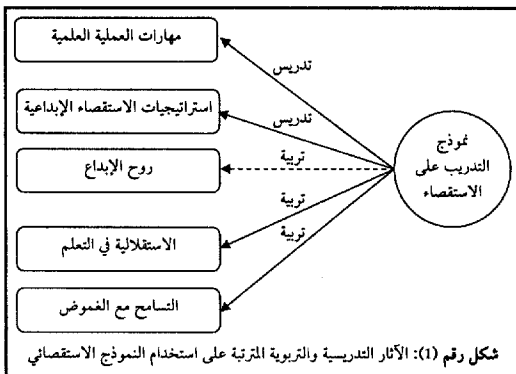 مهارات العملية العلمية
تدريس
استراتيجيات الاستقصاء الإبداعية
تدريس
نموذج
التدريب على
الاستقصاء
روح الإبداع
تربية
الاستقلالية في التعلم
تربية
التسامح مع الغموض
تربية
شكل رقم (1): الآثار التدريسية والتربوية المترتبة على استخدام النموذج الاستقصائي